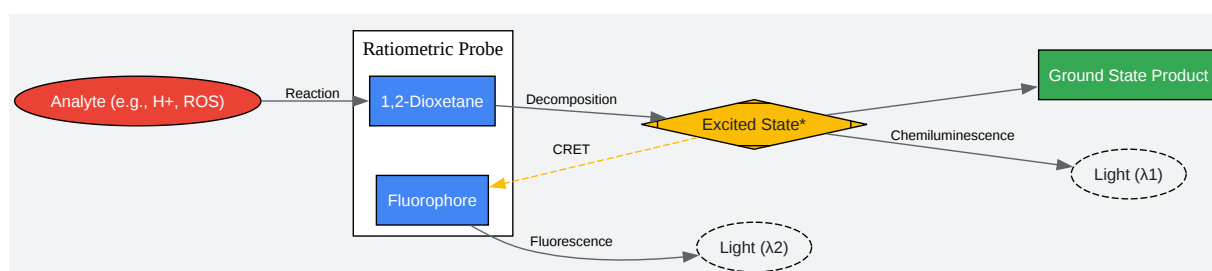 Ratiometric Probe
Analyte (e.g., H+, ROS)
Reaction
1,2-Dioxetane
Decomposition
Excited State*
Ground State Product
Chemiluminescence
Light (λ1)
CRET
Fluorophore
Fluorescence
Light (λ2)